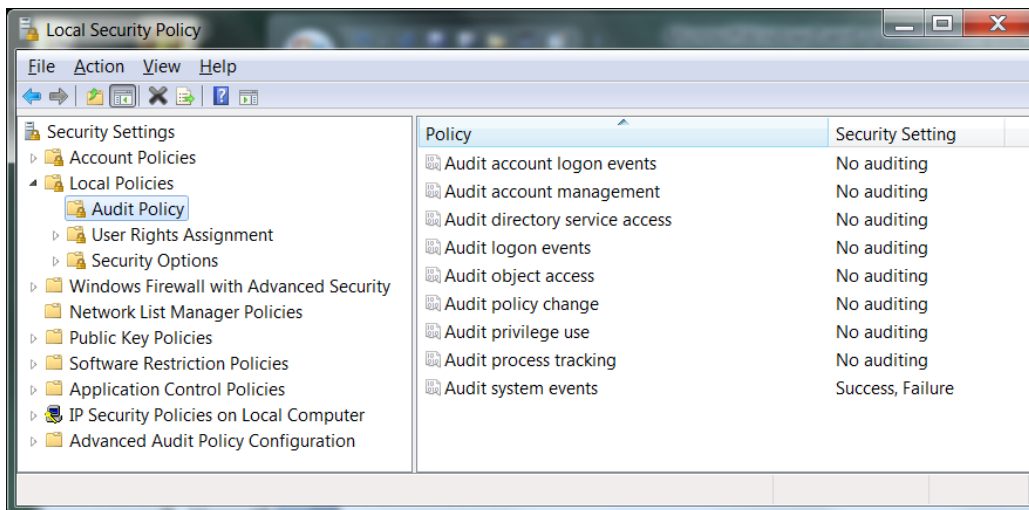 Local Security Policy
File Action View Help
Security Settings
Account Policies
Local Policies
Audit Policy
User Rights Assignment
Security Options
Windows Firewall with Advanced Security
Network List Manager Policies
Public Key Policies
Software Restriction Policies
Application Control Policies
IP Security Policies on Local Computer
Advanced Audit Policy Configuration
Policy Security Setting
Audit account logon events No auditing
Audit account management No auditing
Audit directory service access No auditing
Audit logon events No auditing
Audit object access No auditing
Audit policy change No auditing
Audit privilege use No auditing
Audit process tracking No auditing
Audit system events Success, Failure